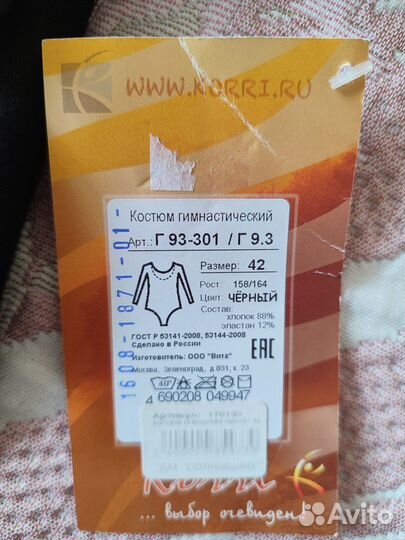 WWW.KORRI.RU
Костюм гимнастический
Арт.: Г 93-301 / Г 9.3
Размер: 42
Рост: 158/164
Цвет: ЧЁРНЫЙ
Состав:
хлопок 88%
эластан 12%
ГОСТ Р 53141-2008, 53144-2008
Сделано в России
Изготовитель: ООО "Вита"
Москва, Зеленоград, д 831, к. 23
EAC
40°
4 690208 049947
1608-1871-01-
Артикул:
... выбор очевиден!
Avito